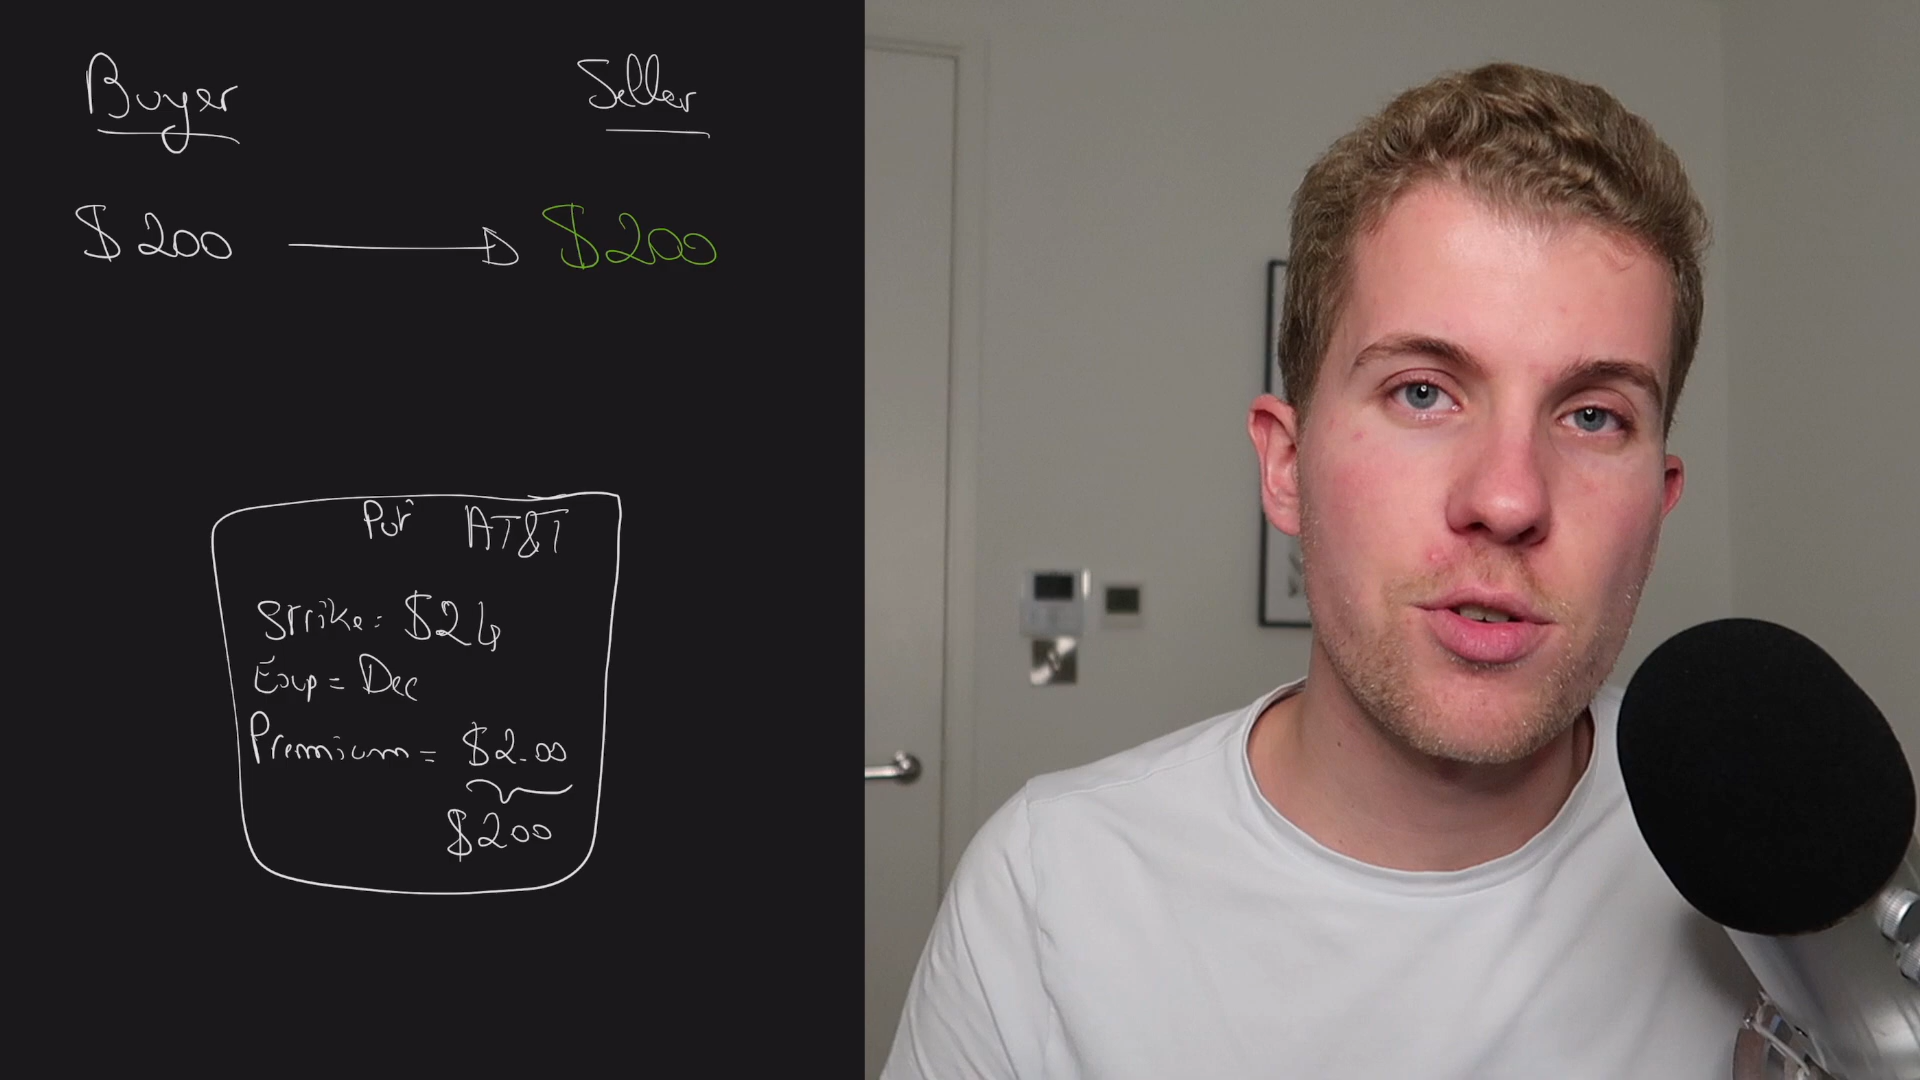 Buyer
Seller
$200
$200
Put AT&T
Strike: $24
Exp = Dec
Premium = $2.00
$200